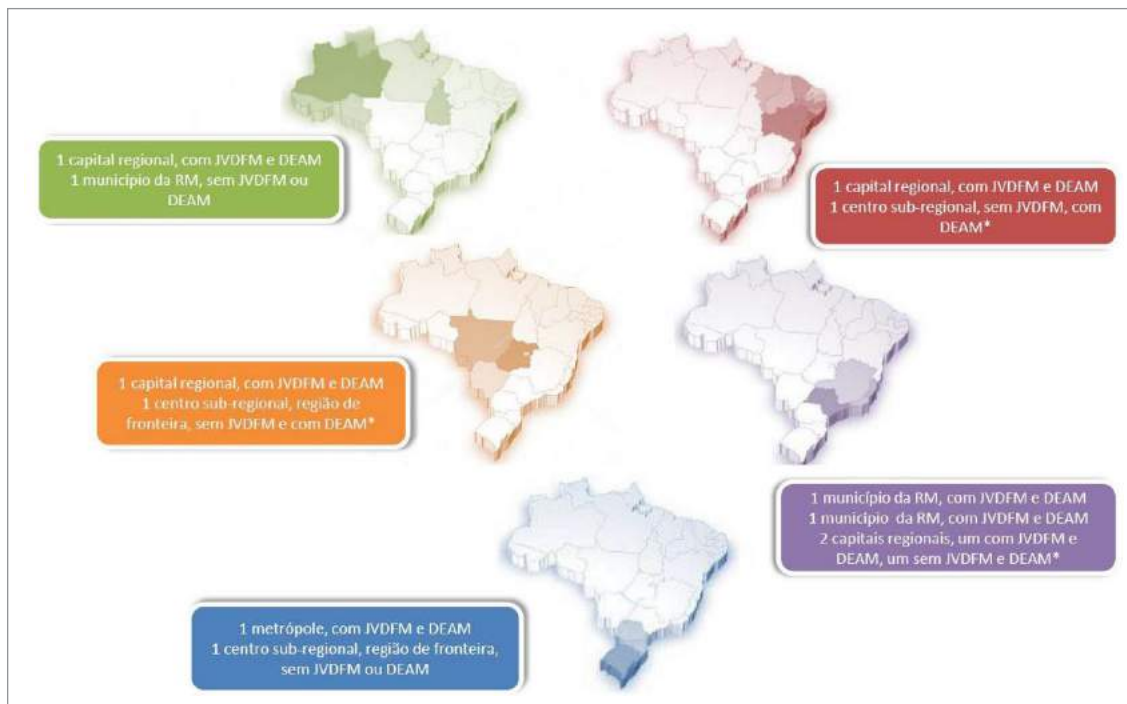 1 capital regional, com JVDFM e DEAM
1 município da RM, sem JVDFM ou
DEAM
1 capital regional, com JVDFM e DEAM
1 centro sub-regional, sem JVDFM, com
DEAM*
1 capital regional, com JVDFM e DEAM
1 centro sub-regional, região de
fronteira, sem JVDFM e com DEAM*
1 município da RM, com JVDFM e DEAM
1 município da RM, com JVDFM e DEAM
2 capitais regionais, um com JVDFM e
DEAM, um sem JVDFM e DEAM*
1 metrópole, com JVDFM e DEAM
1 centro sub-regional, região de fronteira,
sem JVDFM ou DEAM